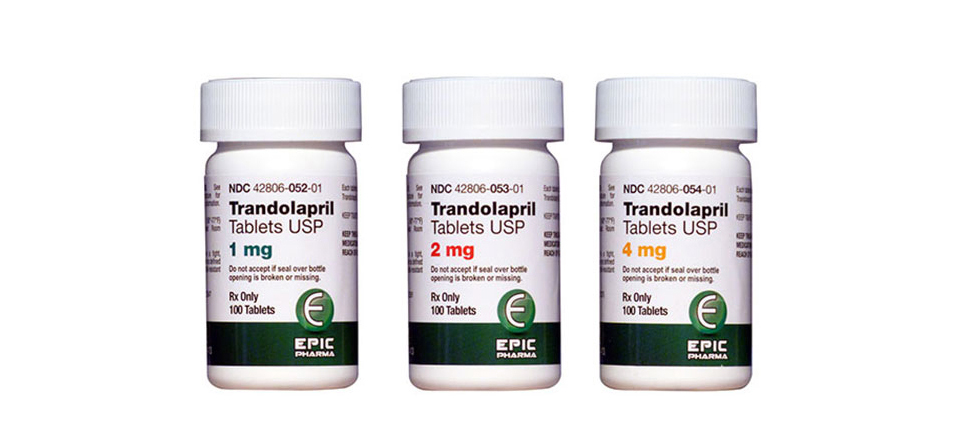 NDC 42806-052-01
Trandolapril
Tablets USP
1 mg
Do not accept if seal over bottle
opening is broken or missing.
Rx Only
100 Tablets
E
EPIC
PHARMA
NDC 42806-053-01
Trandolapril
Tablets USP
2 mg
Do not accept if seal over bottle
opening is broken or missing.
Rx Only
100 Tablets
E
EPIC
PHARMA
NDC 42806-054-01
Trandolapril
Tablets USP
4 mg
Do not accept if seal over bottle
opening is broken or missing.
Rx Only
100 Tablets
E
EPIC
PHARMA